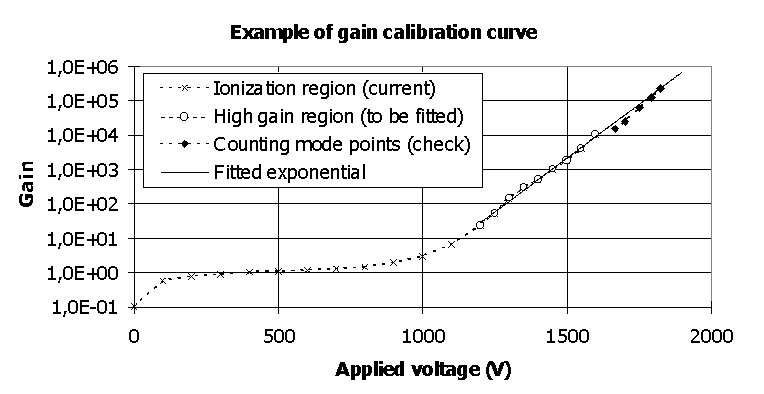 Example of gain calibration curve
1,0E+06
1,0E+05
1,0E+04
1,0E+03
1,0E+02
1,0E+01
1,0E+00
1,0E-01
Gain
Ionization region (current)
High gain region (to be fitted)
Counting mode points (check)
Fitted exponential
0
500
1000
1500
2000
Applied voltage (V)